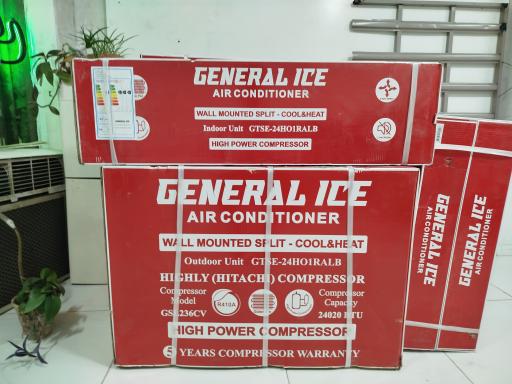 GENERAL ICE
AIR CONDITIONER
WALL MOUNTED SPLIT - COOL&HEAT
Indoor Unit GTSE-24HO1RALB
HIGH POWER COMPRESSOR
GENERAL ICE
AIR CONDITIONER
WALL MOUNTED SPLIT - COOL&HEAT
Outdoor Unit GTSE-24HO1RALB
HIGHLY (HITACHI) COMPRESSOR
Compressor Model
R410A
Compressor Capacity
24020 BTU
HIGH POWER COMPRESSOR
5 YEARS COMPRESSOR WARRANTY
GENERAL ICE
AIR CONDITIONER
GENERAL ICE
AIR CONDITIONER